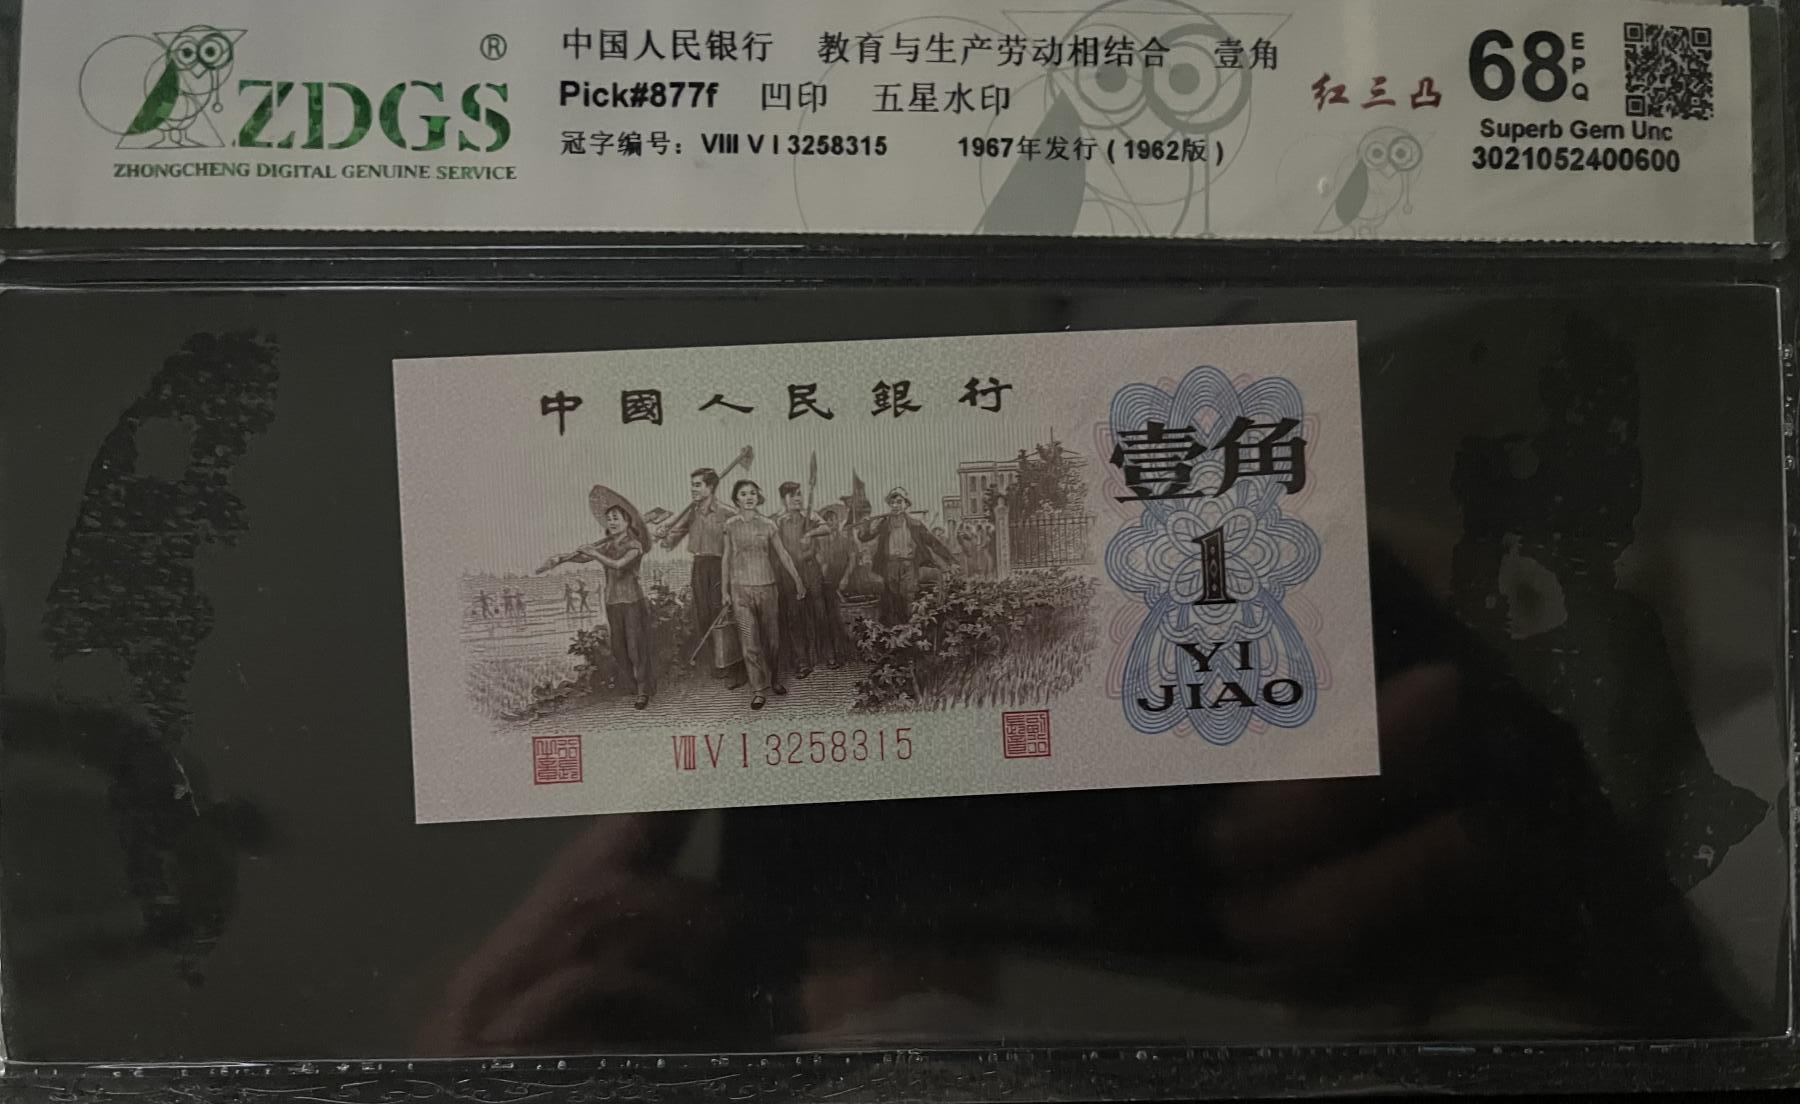 ZDGS®
ZHONGCHENG DIGITAL GENUINE SERVICE
中国人民银行 教育与生产劳动相结合 壹角
Pick#877f 凹印 五星水印
冠字编号：VIII V I 3258315 1967年发行（1962版）
红三凸
68 EPQ
Superb Gem Unc
3021052400600
中國人民銀行
壹角
1
YI
JIAO
VIII V I 3258315